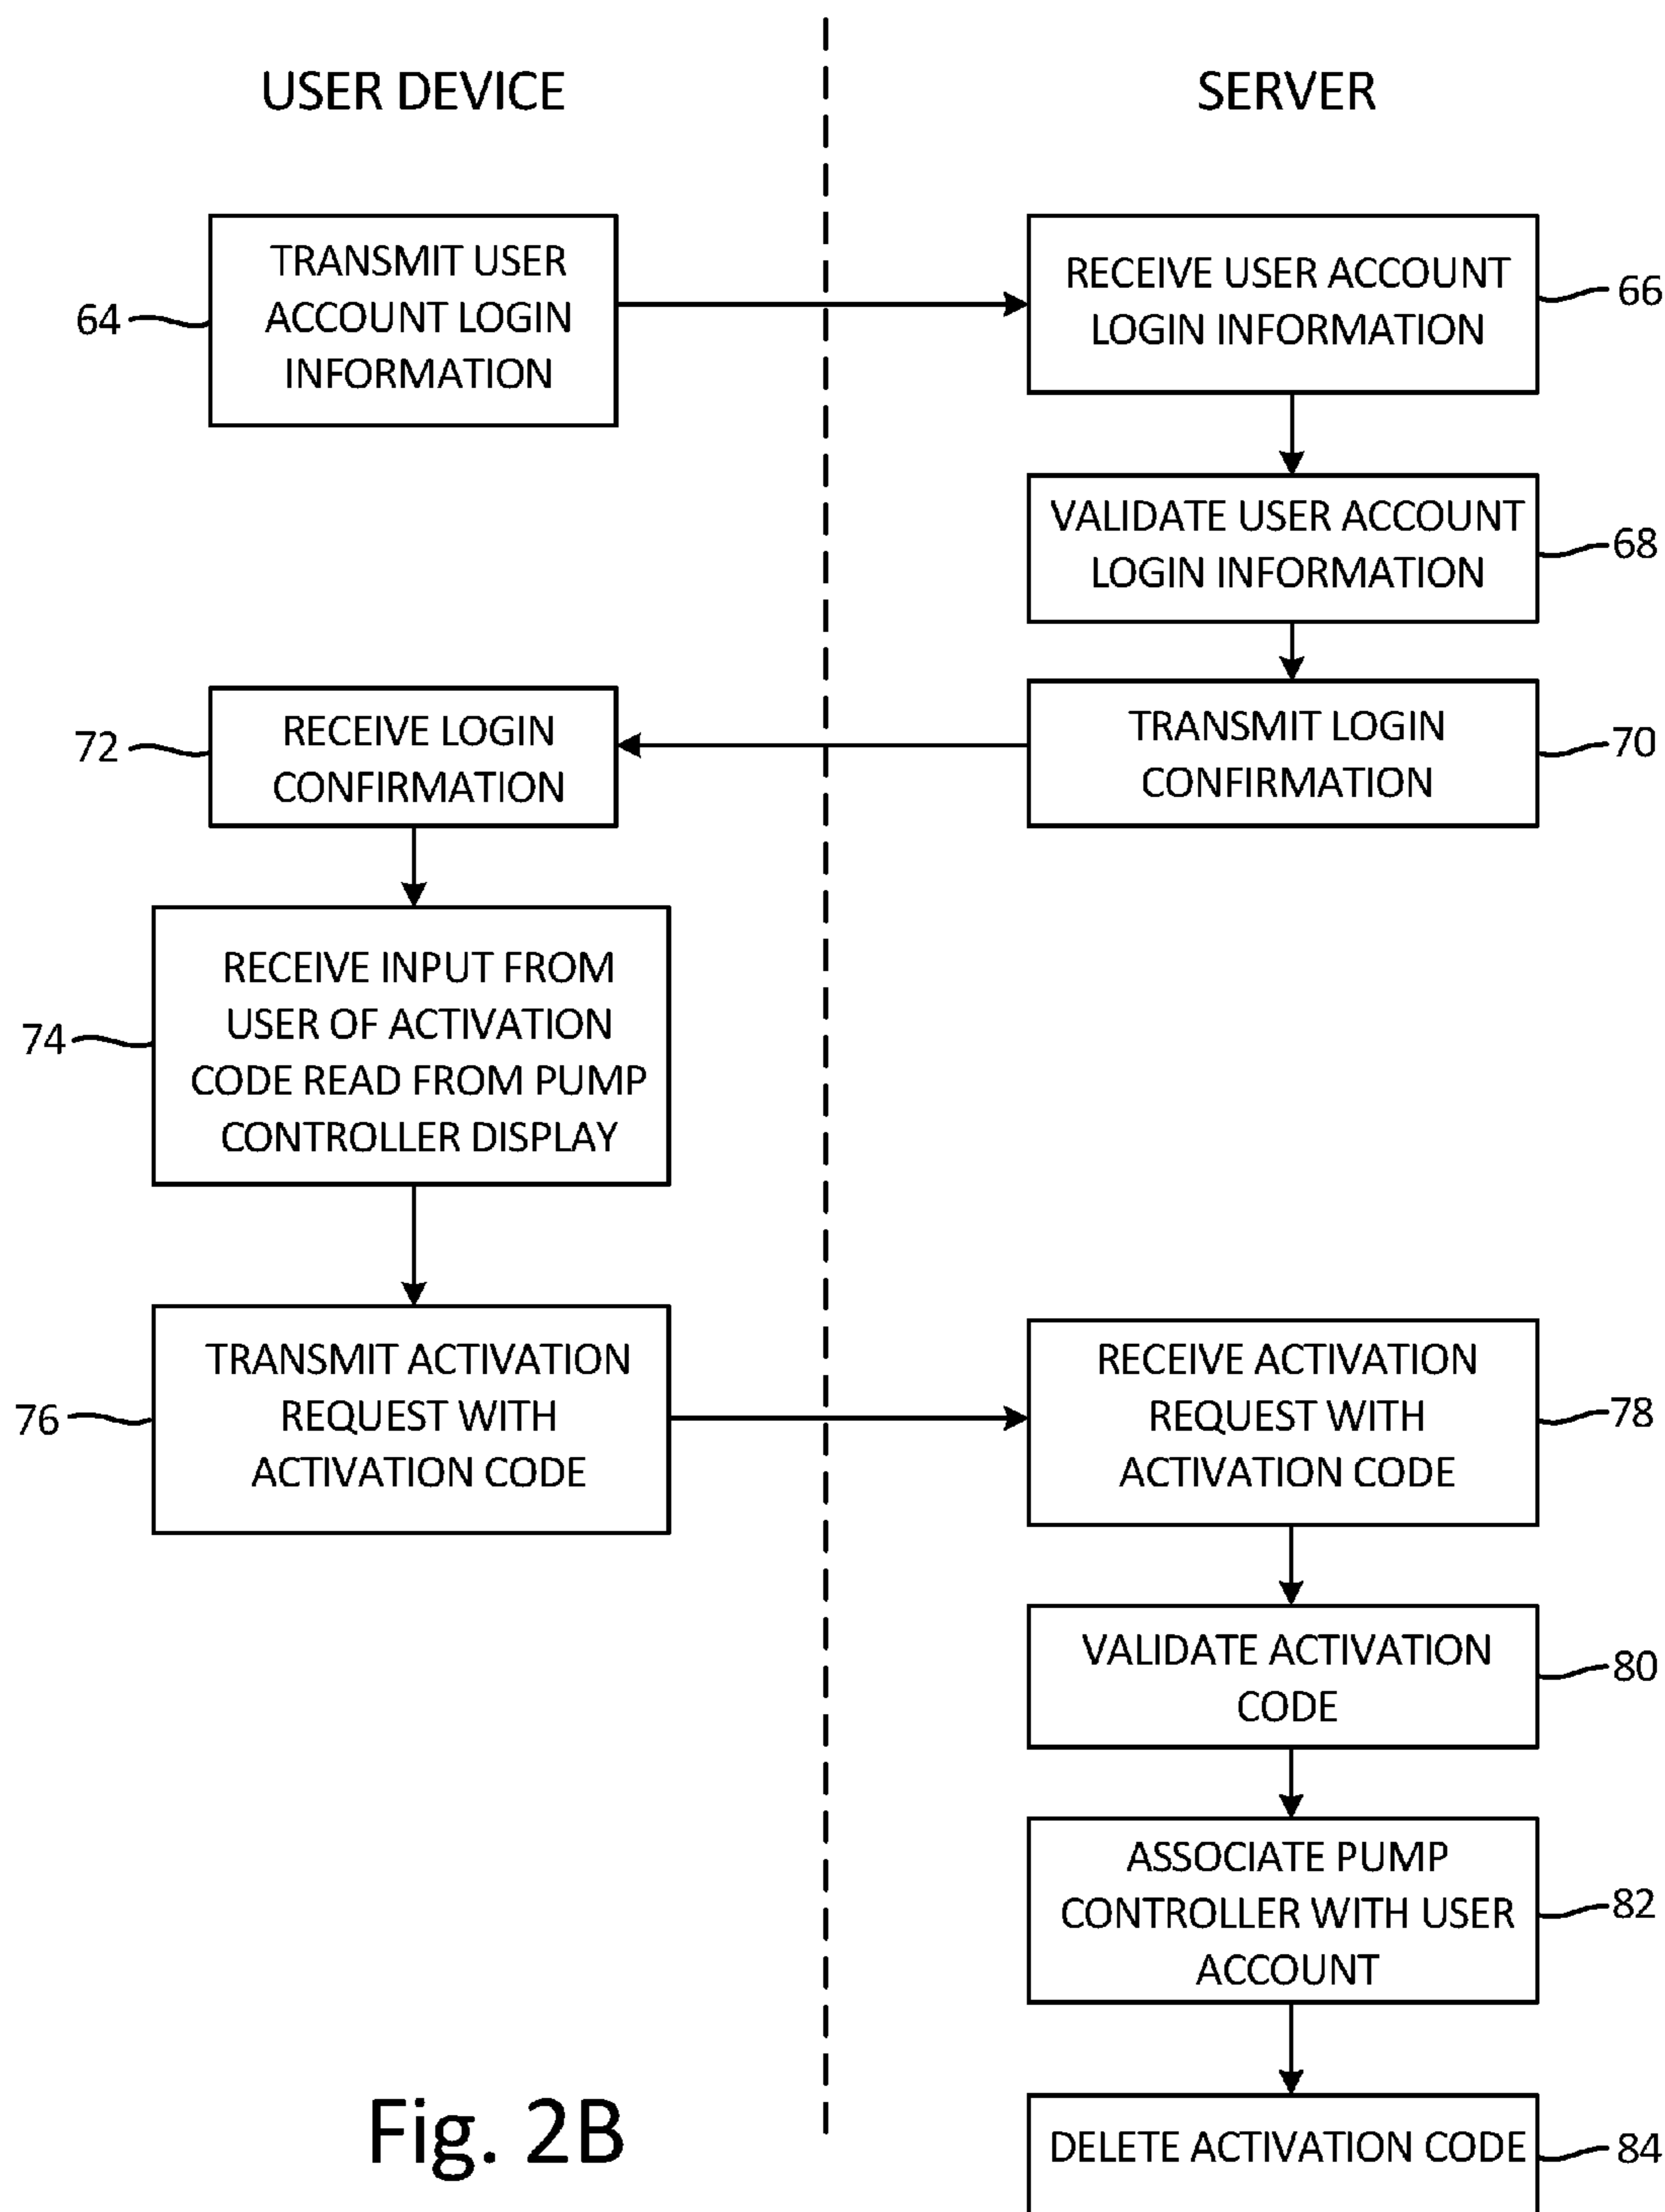 USER DEVICE
SERVER
TRANSMIT USER
ACCOUNT LOGIN
INFORMATION
64
RECEIVE USER ACCOUNT
LOGIN INFORMATION
66
VALIDATE USER ACCOUNT
LOGIN INFORMATION
68
TRANSMIT LOGIN
CONFIRMATION
70
RECEIVE LOGIN
CONFIRMATION
72
RECEIVE INPUT FROM
USER OF ACTIVATION
CODE READ FROM PUMP
CONTROLLER DISPLAY
74
TRANSMIT ACTIVATION
REQUEST WITH
ACTIVATION CODE
76
RECEIVE ACTIVATION
REQUEST WITH
ACTIVATION CODE
78
VALIDATE ACTIVATION
CODE
80
ASSOCIATE PUMP
CONTROLLER WITH USER
ACCOUNT
82
DELETE ACTIVATION CODE
84
Fig. 2B